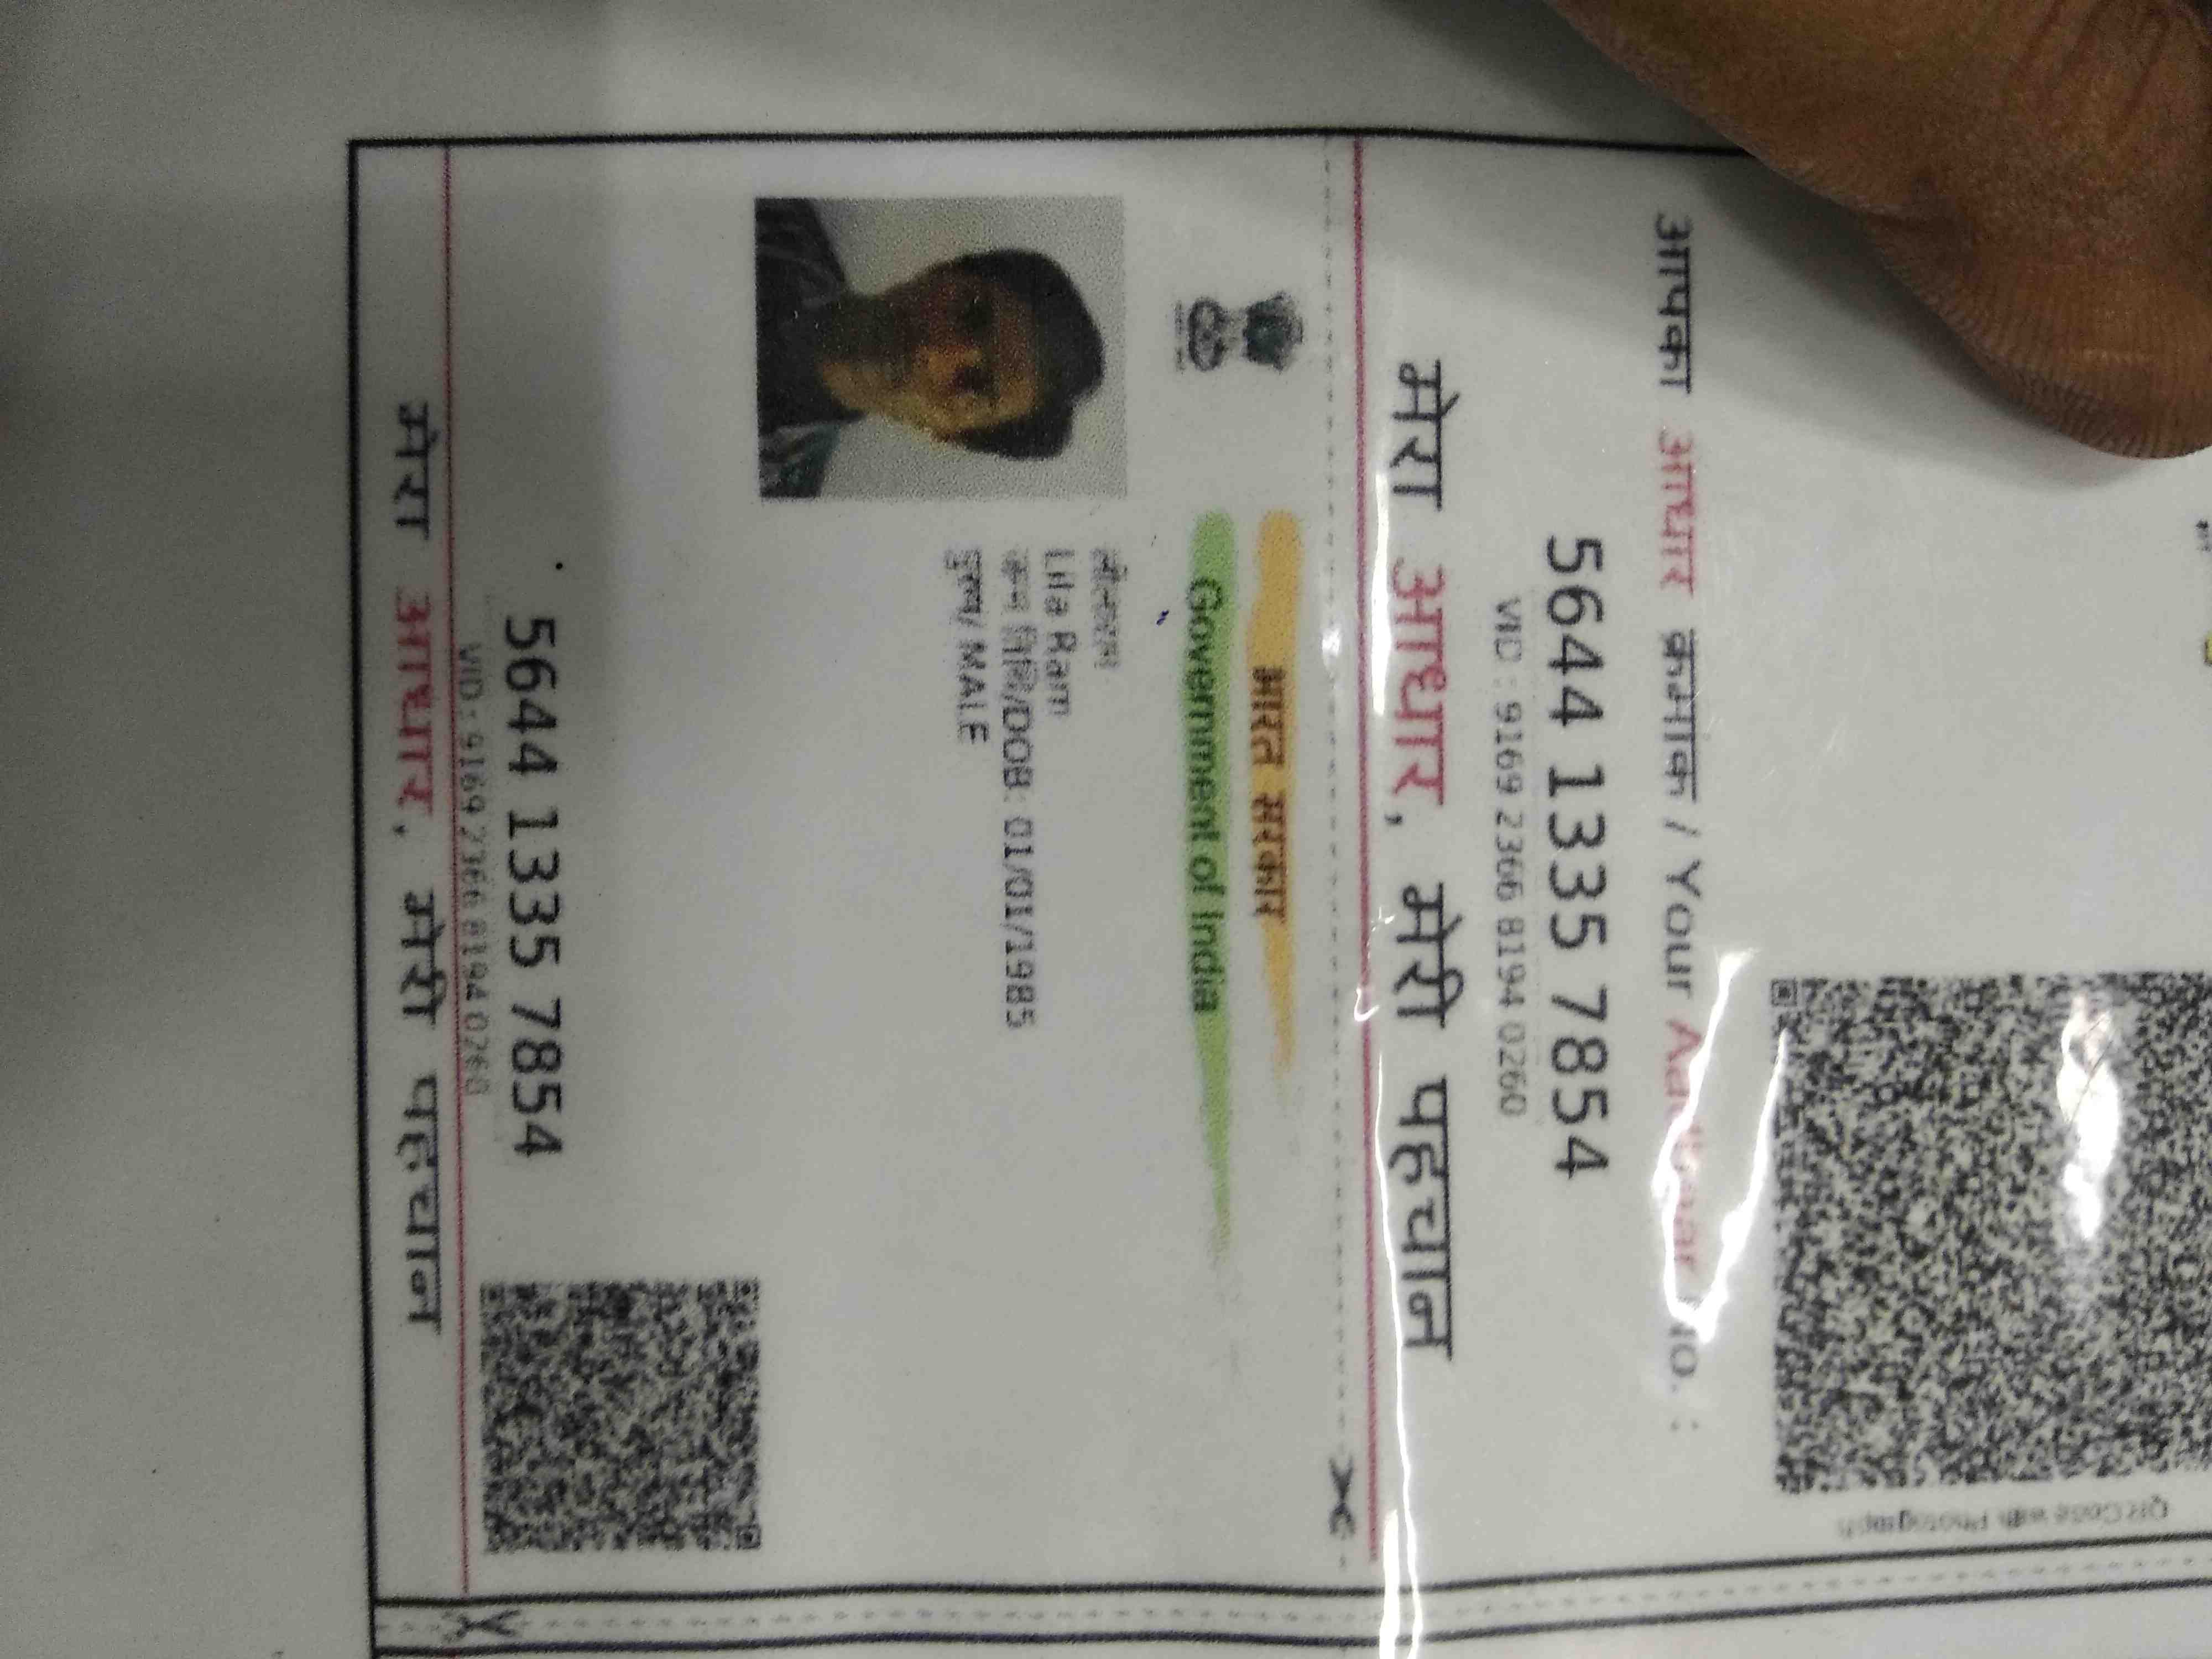 QR Code with Photograph
आपका आधार क्रमांक / Your Aadhaar No. :
5644 1335 7854
VID : 9169 2366 8194 0260
मेरा आधार, मेरी पहचान
भारत सरकार
Government of India
लीलाराम
Lila Ram
जन्म तिथि/DOB: 01/01/1985
पुरुष/ MALE
5644 1335 7854
VID : 9169 2366 8194 0260
मेरा आधार, मेरी पहचान